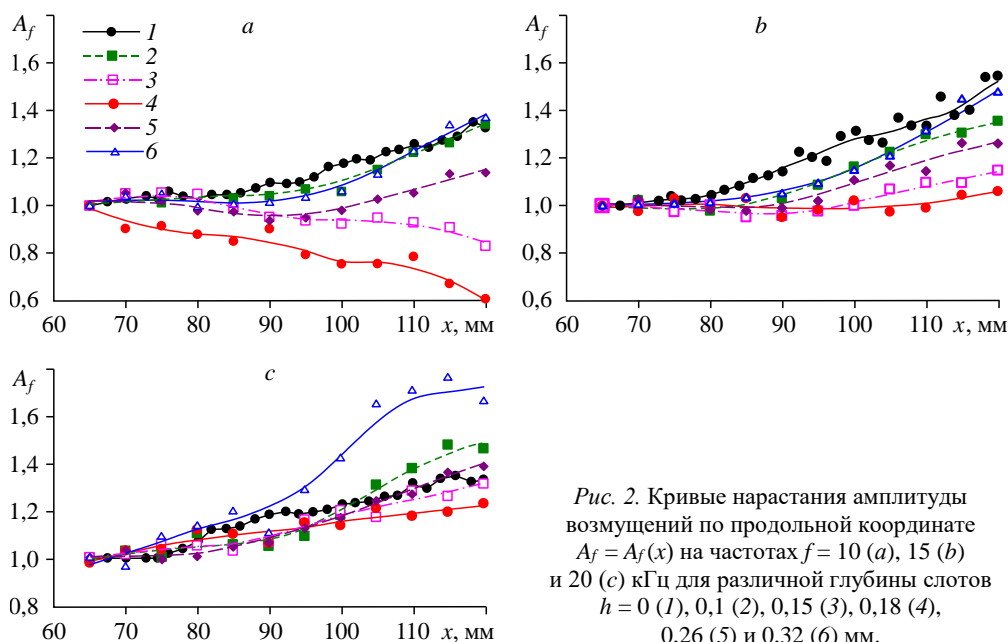 A_f
1,8
1,6
1,4
1,2
1,0
0,8
0,6
60 70 80 90 100 110 x, мм
a
1
2
3
4
5
6
A_f
1,8
1,6
1,4
1,2
1,0
0,8
0,6
60 70 80 90 100 110 x, мм
b
A_f
1,6
1,4
1,2
1,0
0,8
60 70 80 90 100 110 x, мм
c
Рис. 2. Кривые нарастания амплитуды
возмущений по продольной координате
A_f = A_f (x) на частотах f = 10 (a), 15 (b)
и 20 (c) кГц для различной глубины слотов
h = 0 (1), 0,1 (2), 0,15 (3), 0,18 (4),
0,26 (5) и 0,32 (6) мм.